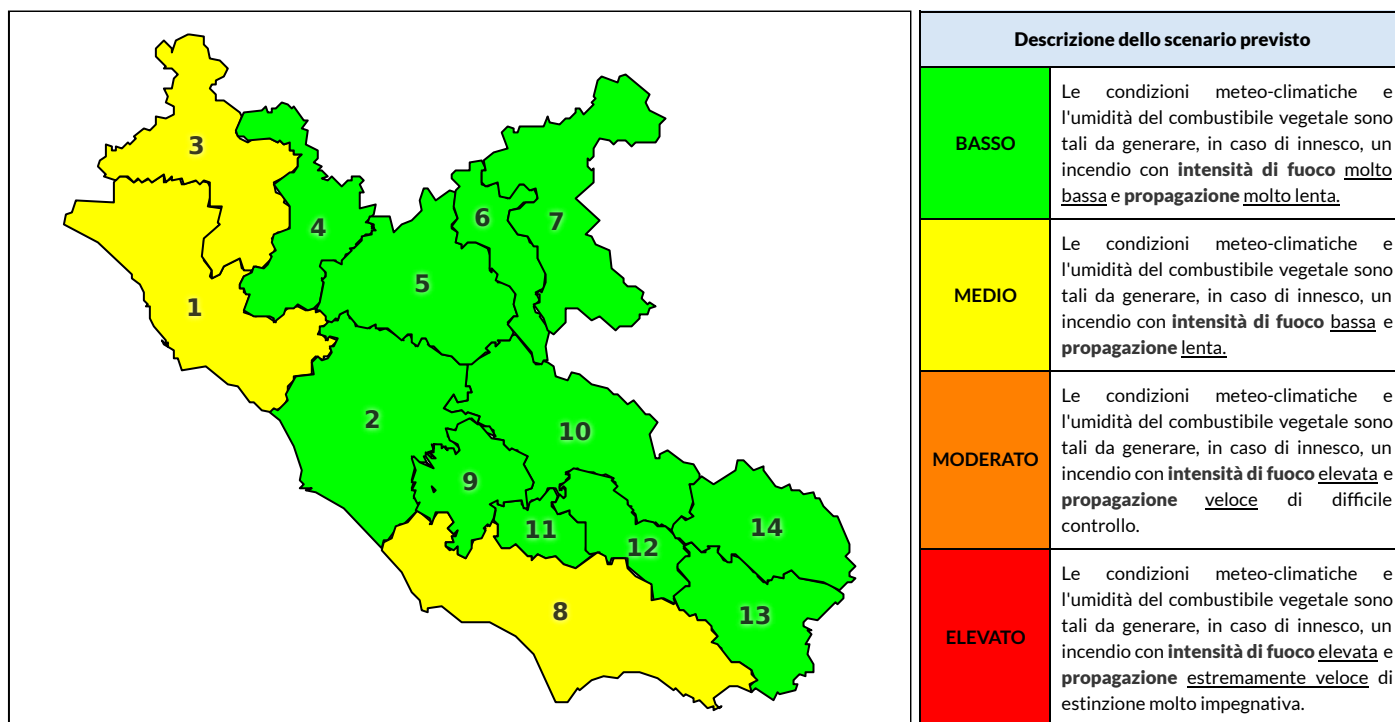 3
4
6
7
5
1
2
10
9
11
12
14
8
13
Descrizione dello scenario previsto
BASSO
Le condizioni meteo-climatiche e
l'umidità del combustibile vegetale sono
tali da generare, in caso di innesco, un
incendio con intensità di fuoco molto
bassa e propagazione molto lenta.
MEDIO
Le condizioni meteo-climatiche e
l'umidità del combustibile vegetale sono
tali da generare, in caso di innesco, un
incendio con intensità di fuoco bassa e
propagazione lenta.
MODERATO
Le condizioni meteo-climatiche e
l'umidità del combustibile vegetale sono
tali da generare, in caso di innesco, un
incendio con intensità di fuoco elevata e
propagazione veloce di difficile
controllo.
ELEVATO
Le condizioni meteo-climatiche e
l'umidità del combustibile vegetale sono
tali da generare, in caso di innesco, un
incendio con intensità di fuoco elevata e
propagazione estremamente veloce di
estinzione molto impegnativa.